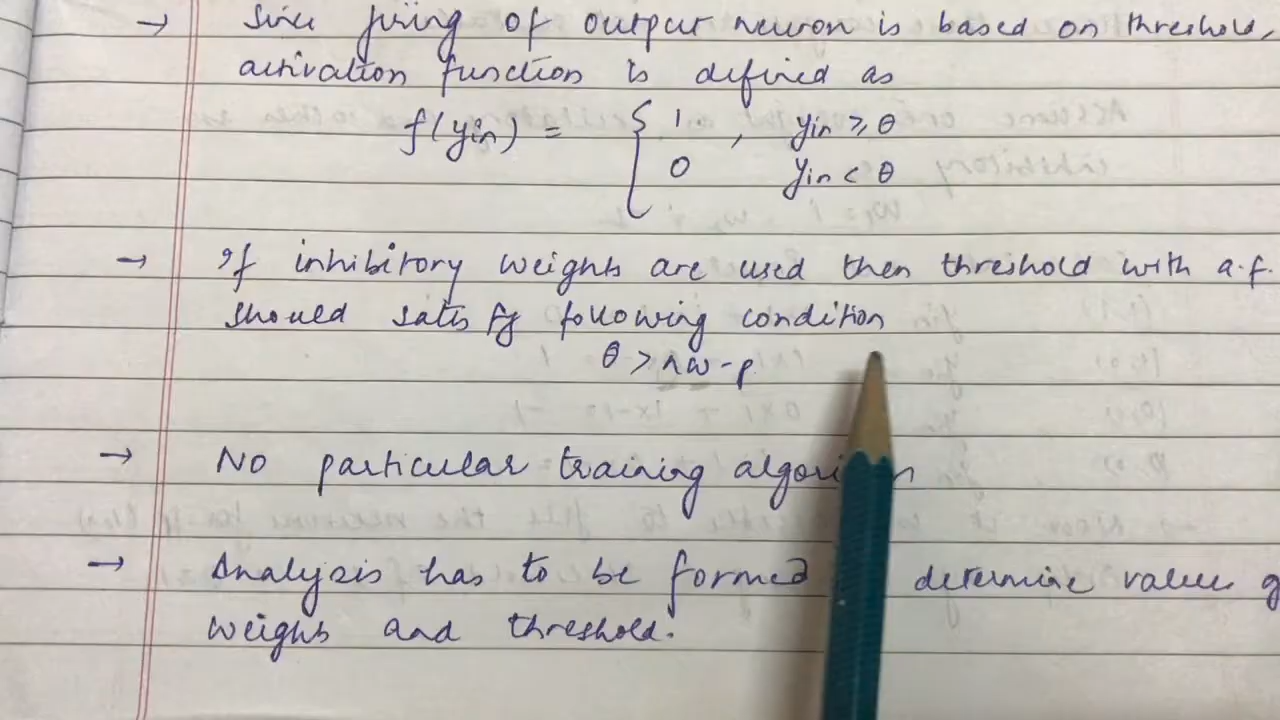 → Since firing of output neuron is based on threshold,
activation function is defined as
f(yin) = { 1 , yin ≥ θ
0 yin < θ
→ If inhibitory weights are used then threshold with a.f.
should satisfy following condition
θ > nw - p
→ No particular training
→ Analysis has to be formed determine value
weights and threshold.